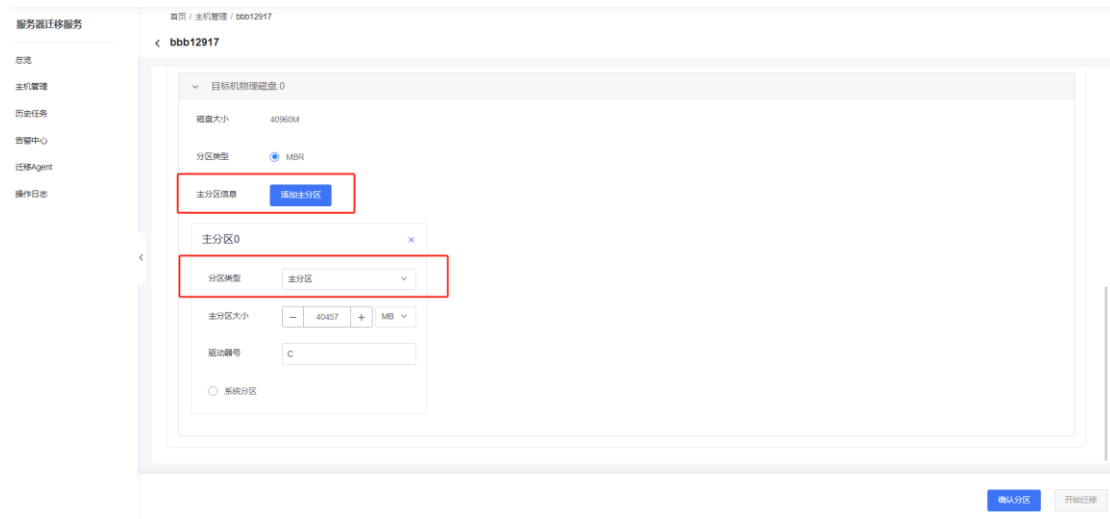 服务器迁移服务
首页 / 主机管理 / bbb12917
bbb12917
总览
主机管理
历史任务
告警中心
迁移Agent
操作日志
目标机物理磁盘:0
磁盘大小 40960M
分区类型 MBR
主分区信息 添加主分区
主分区0
分区类型 主分区
主分区大小 40457 MB
驱动器号 C
系统分区
确认分区 开始迁移